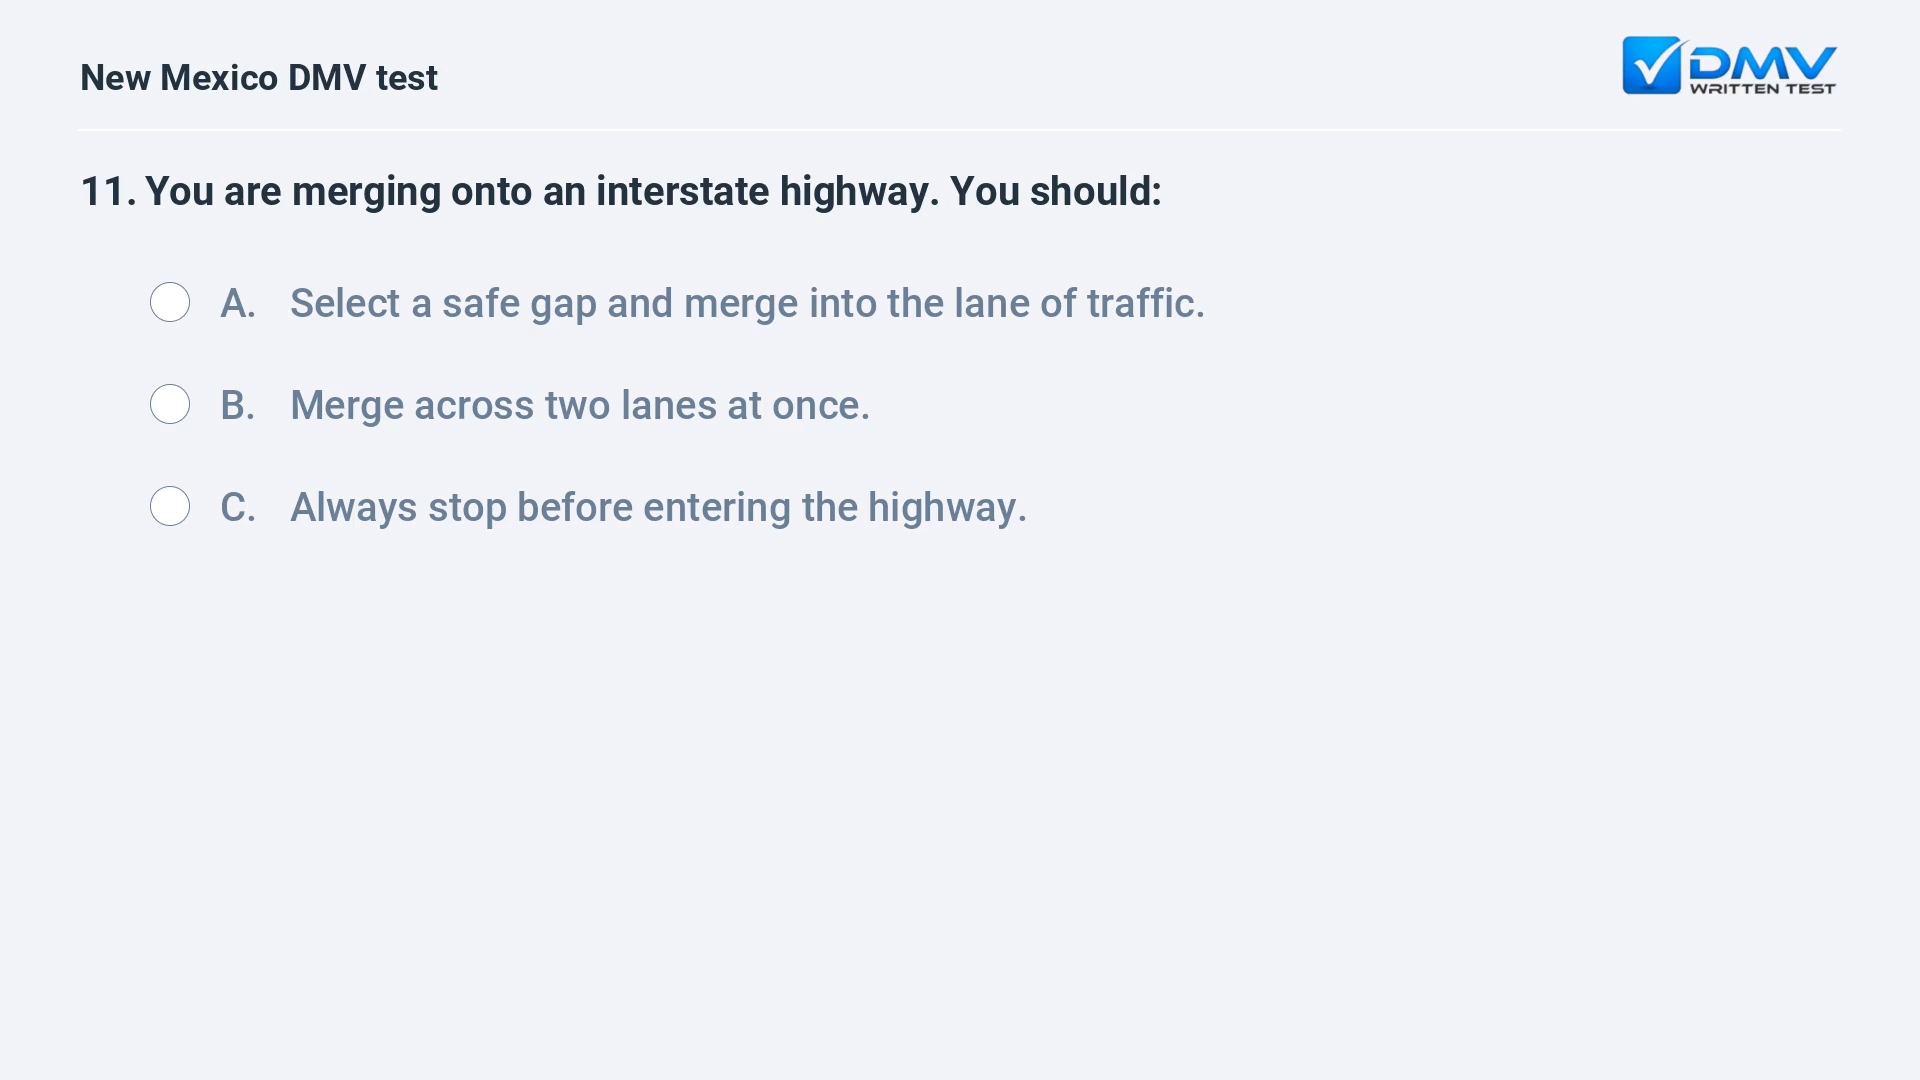 New Mexico DMV test
DMV
WRITTEN TEST
11. You are merging onto an interstate highway. You should:
A. Select a safe gap and merge into the lane of traffic.
B. Merge across two lanes at once.
C. Always stop before entering the highway.